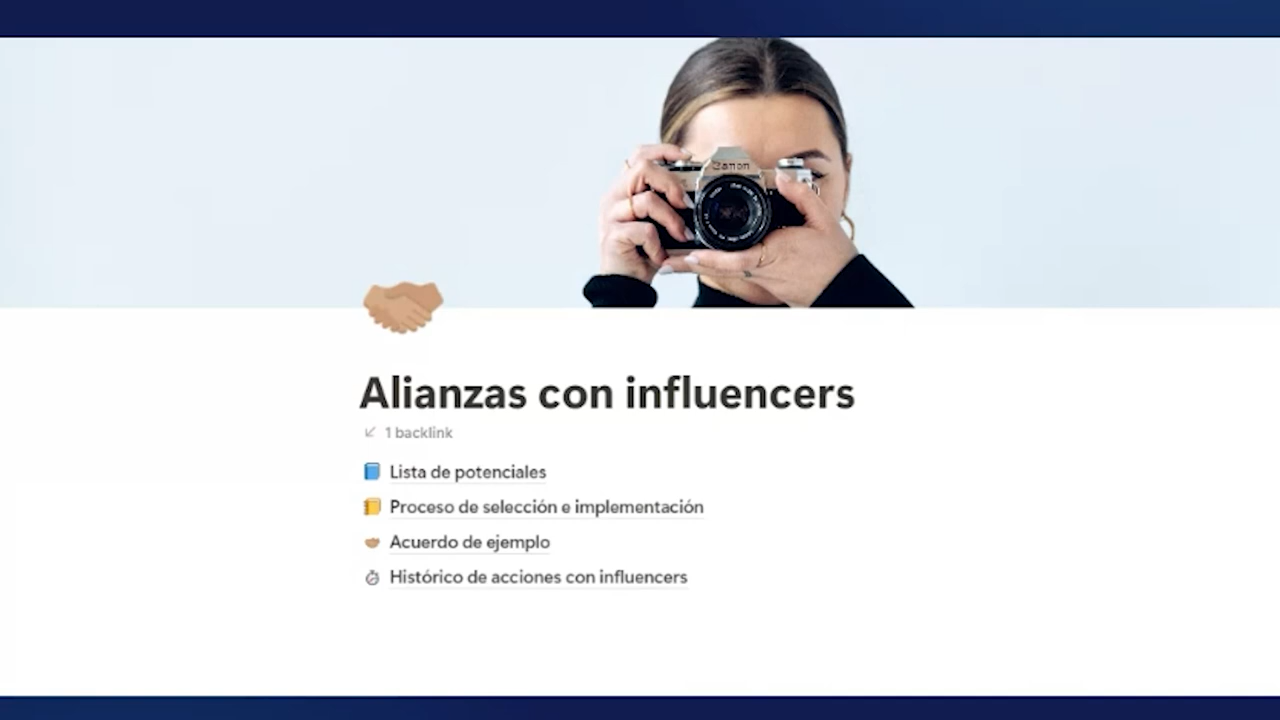 Canon
Alianzas con influencers
1 backlink
Lista de potenciales
Proceso de selección e implementación
Acuerdo de ejemplo
Histórico de acciones con influencers